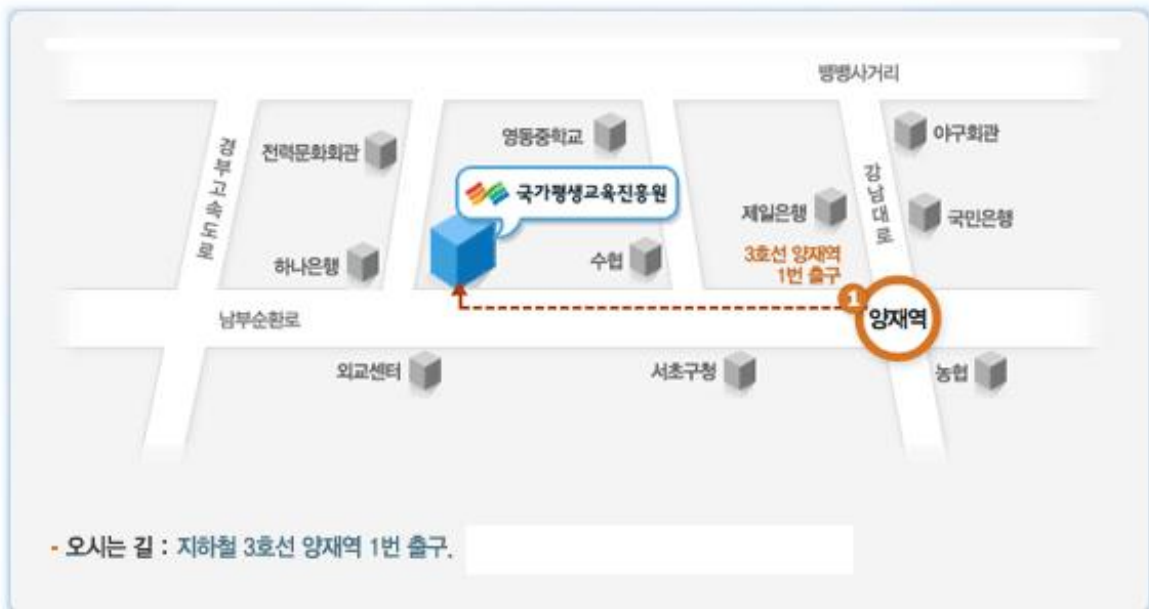 뱅뱅사거리
경부고속도로
전력문화회관
영동중학교
강남대로
야구회관
국가평생교육진흥원
제일은행
국민은행
하나은행
수협
3호선 양재역
1번 출구
1
양재역
남부순환로
외교센터
서초구청
농협
- 오시는 길 : 지하철 3호선 양재역 1번 출구.